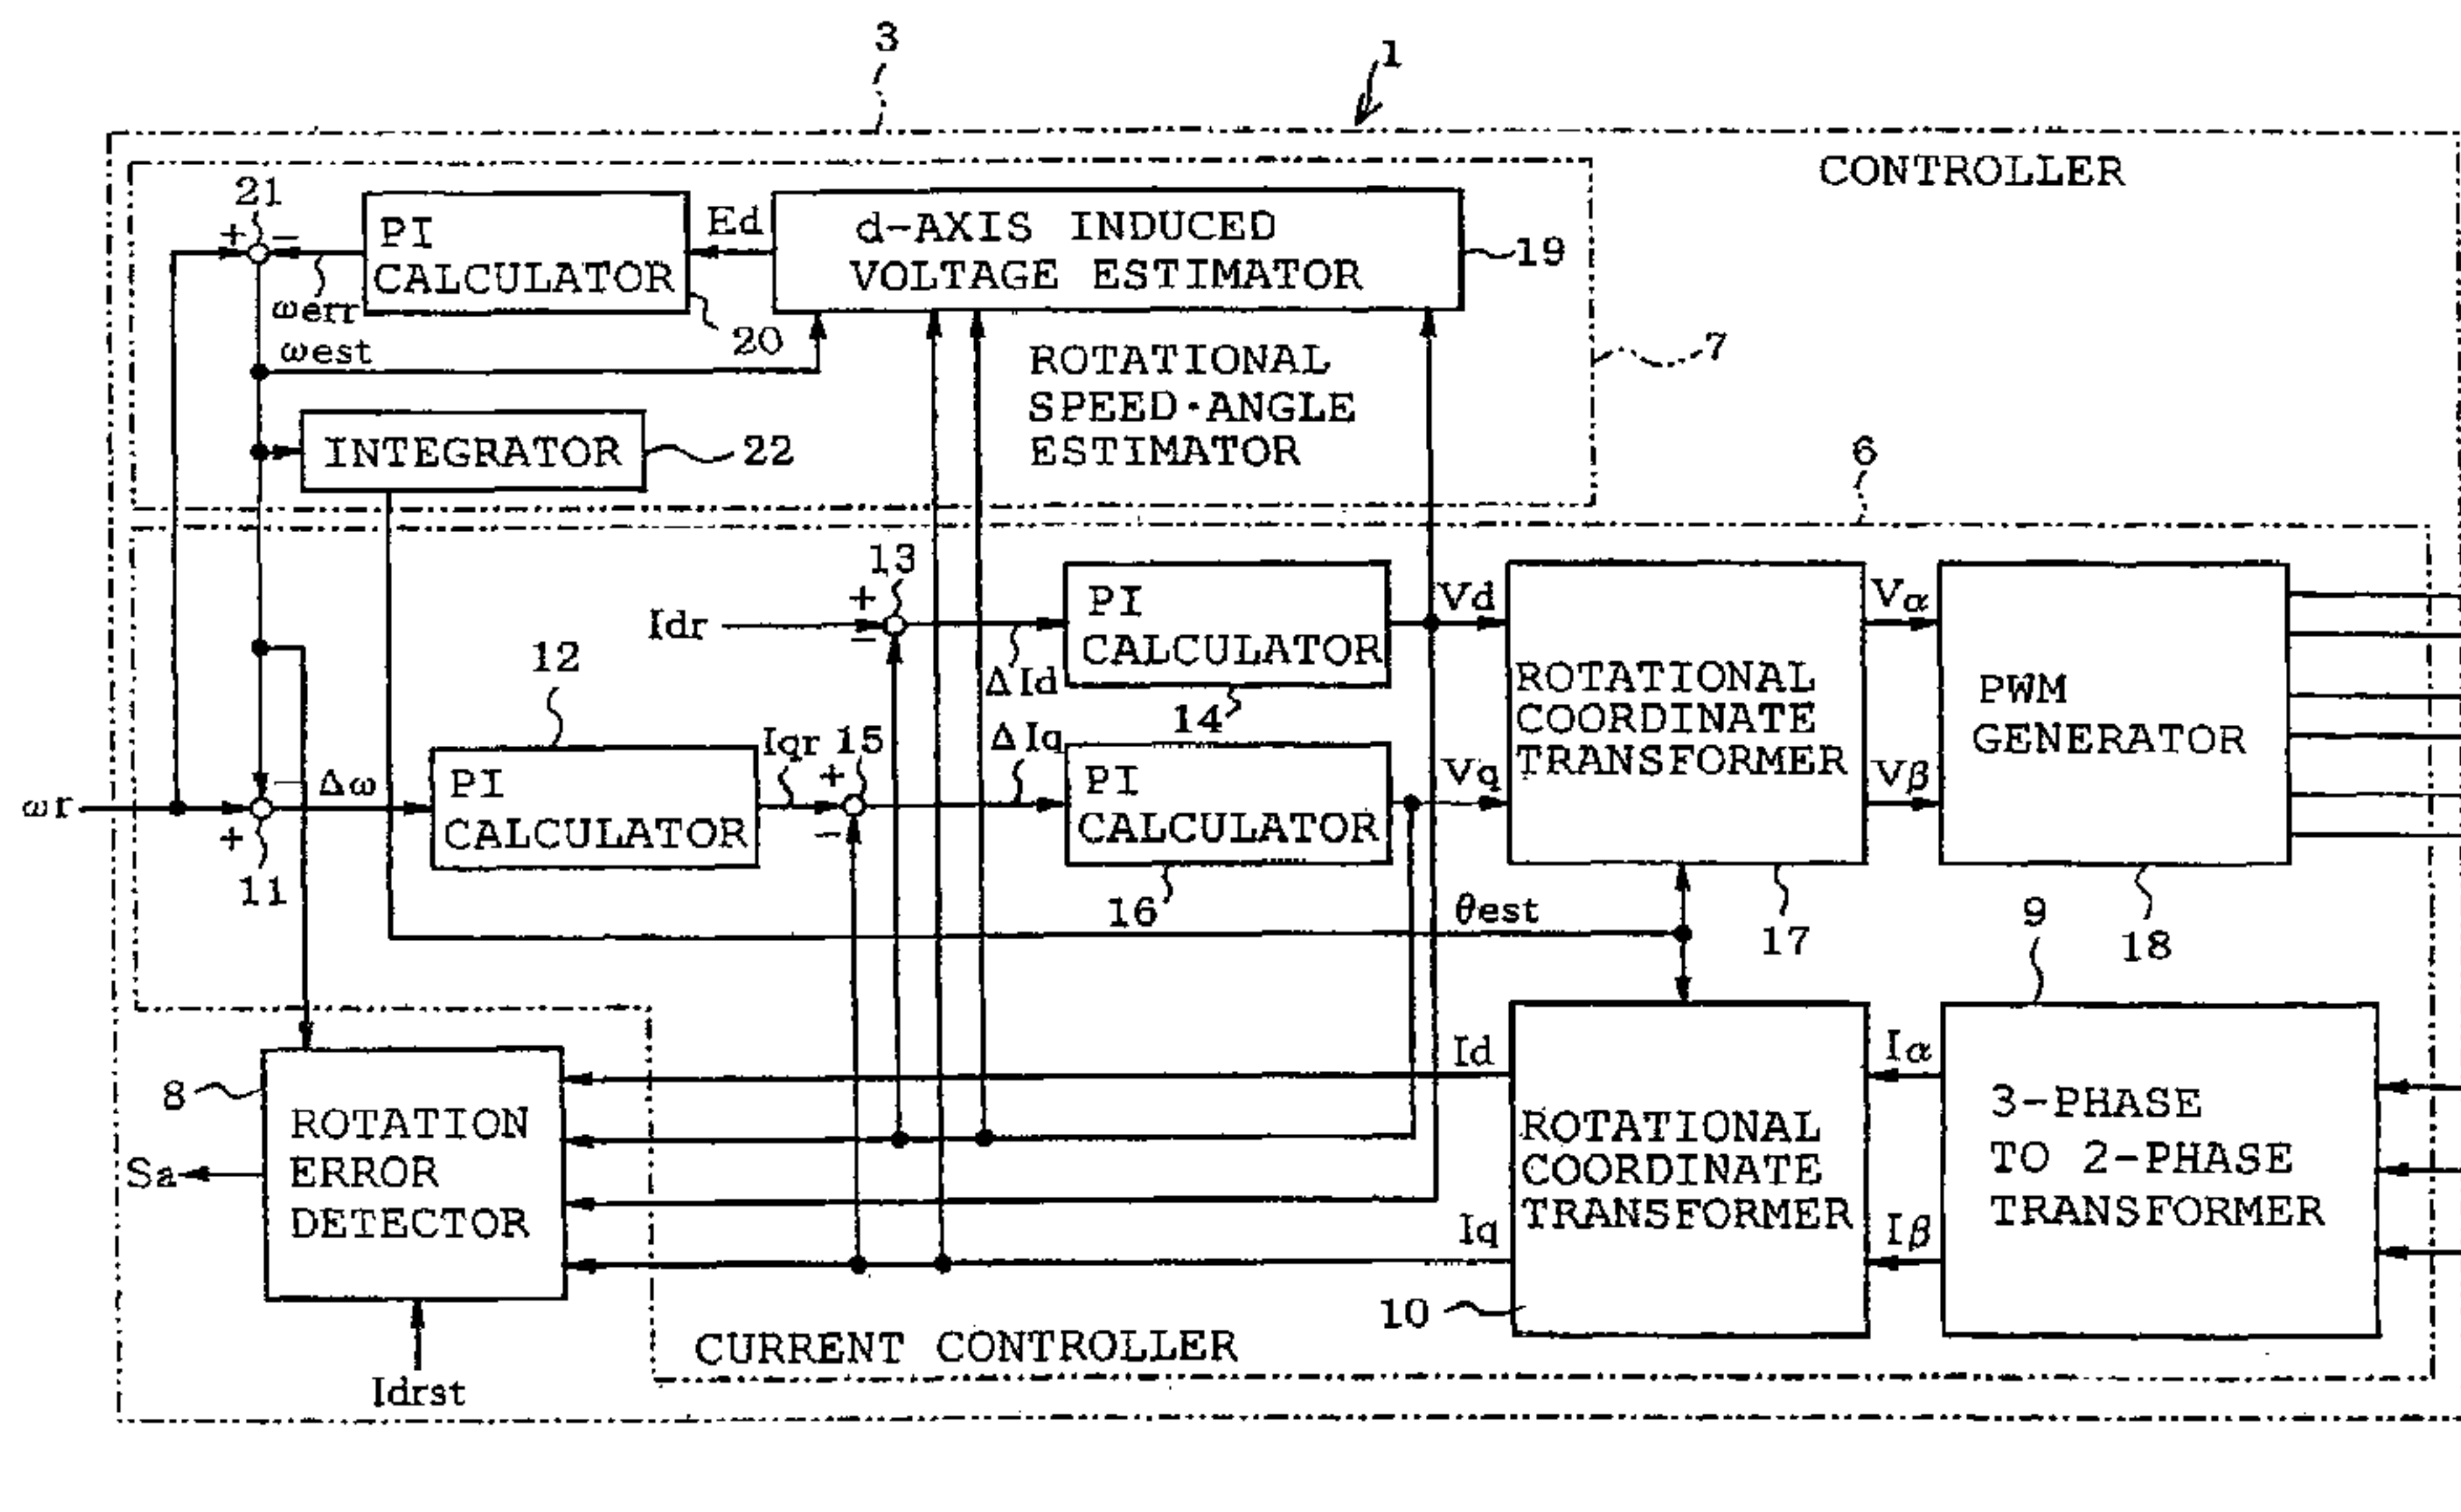 3
1
CONTROLLER
21
+
−
PI
CALCULATOR
Ed
d-AXIS INDUCED
VOLTAGE ESTIMATOR
19
ωerr
20
ωest
ROTATIONAL
SPEED·ANGLE
ESTIMATOR
7
INTEGRATOR
22
6
13
+
Idr
−
PI
CALCULATOR
ΔId
14
Vd
ROTATIONAL
COORDINATE
TRANSFORMER
Vα
PWM
GENERATOR
12
Iqr
15
+
ΔIq
PI
CALCULATOR
Vq
Vβ
ωr
−
Δω
PI
CALCULATOR
+
−
11
16
θest
17
18
9
8
ROTATION
ERROR
DETECTOR
Sa
Id
Iq
ROTATIONAL
COORDINATE
TRANSFORMER
Iα
Iβ
3-PHASE
TO 2-PHASE
TRANSFORMER
10
CURRENT CONTROLLER
Idrst